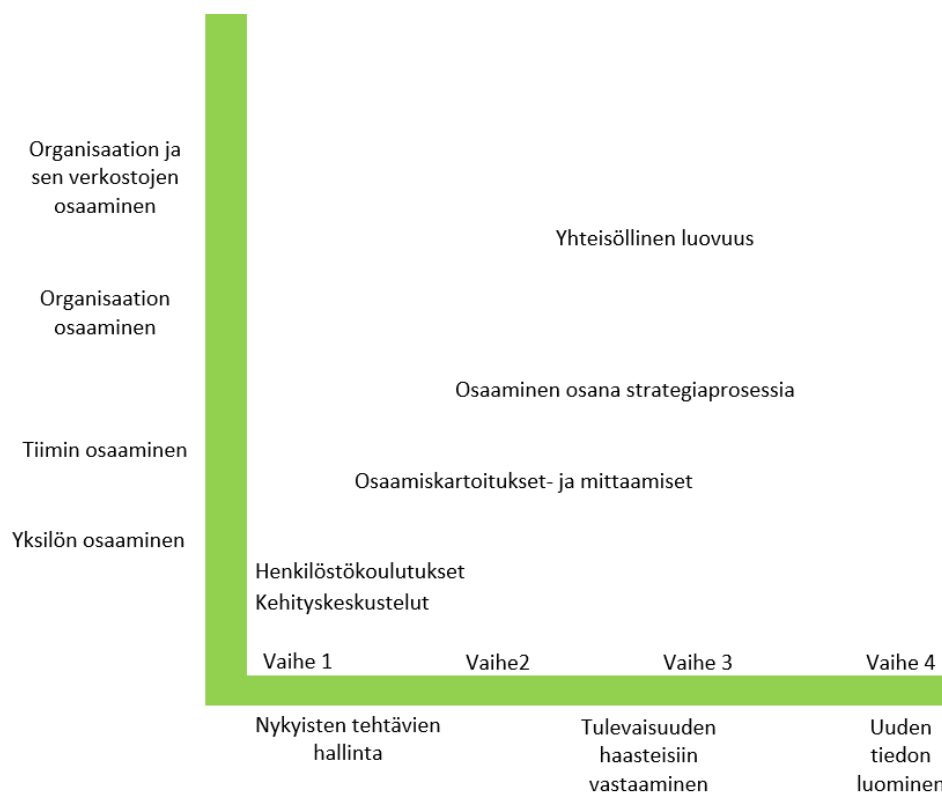 Organisaation ja
sen verkostojen
osaaminen
Yhteisöllinen luovuus
Organisaation
osaaminen
Osaaminen osana strategiaprosessia
Tiimin osaaminen
Osaamiskartoitukset- ja mittaamiset
Yksilön osaaminen
Henkilöstökoulutukset
Kehityskeskustelut
Vaihe 1
Vaihe2
Vaihe 3
Vaihe 4
Nykyisten tehtävien
hallinta
Tulevaisuuden
haasteisiin
vastaaminen
Uuden
tiedon
luominen